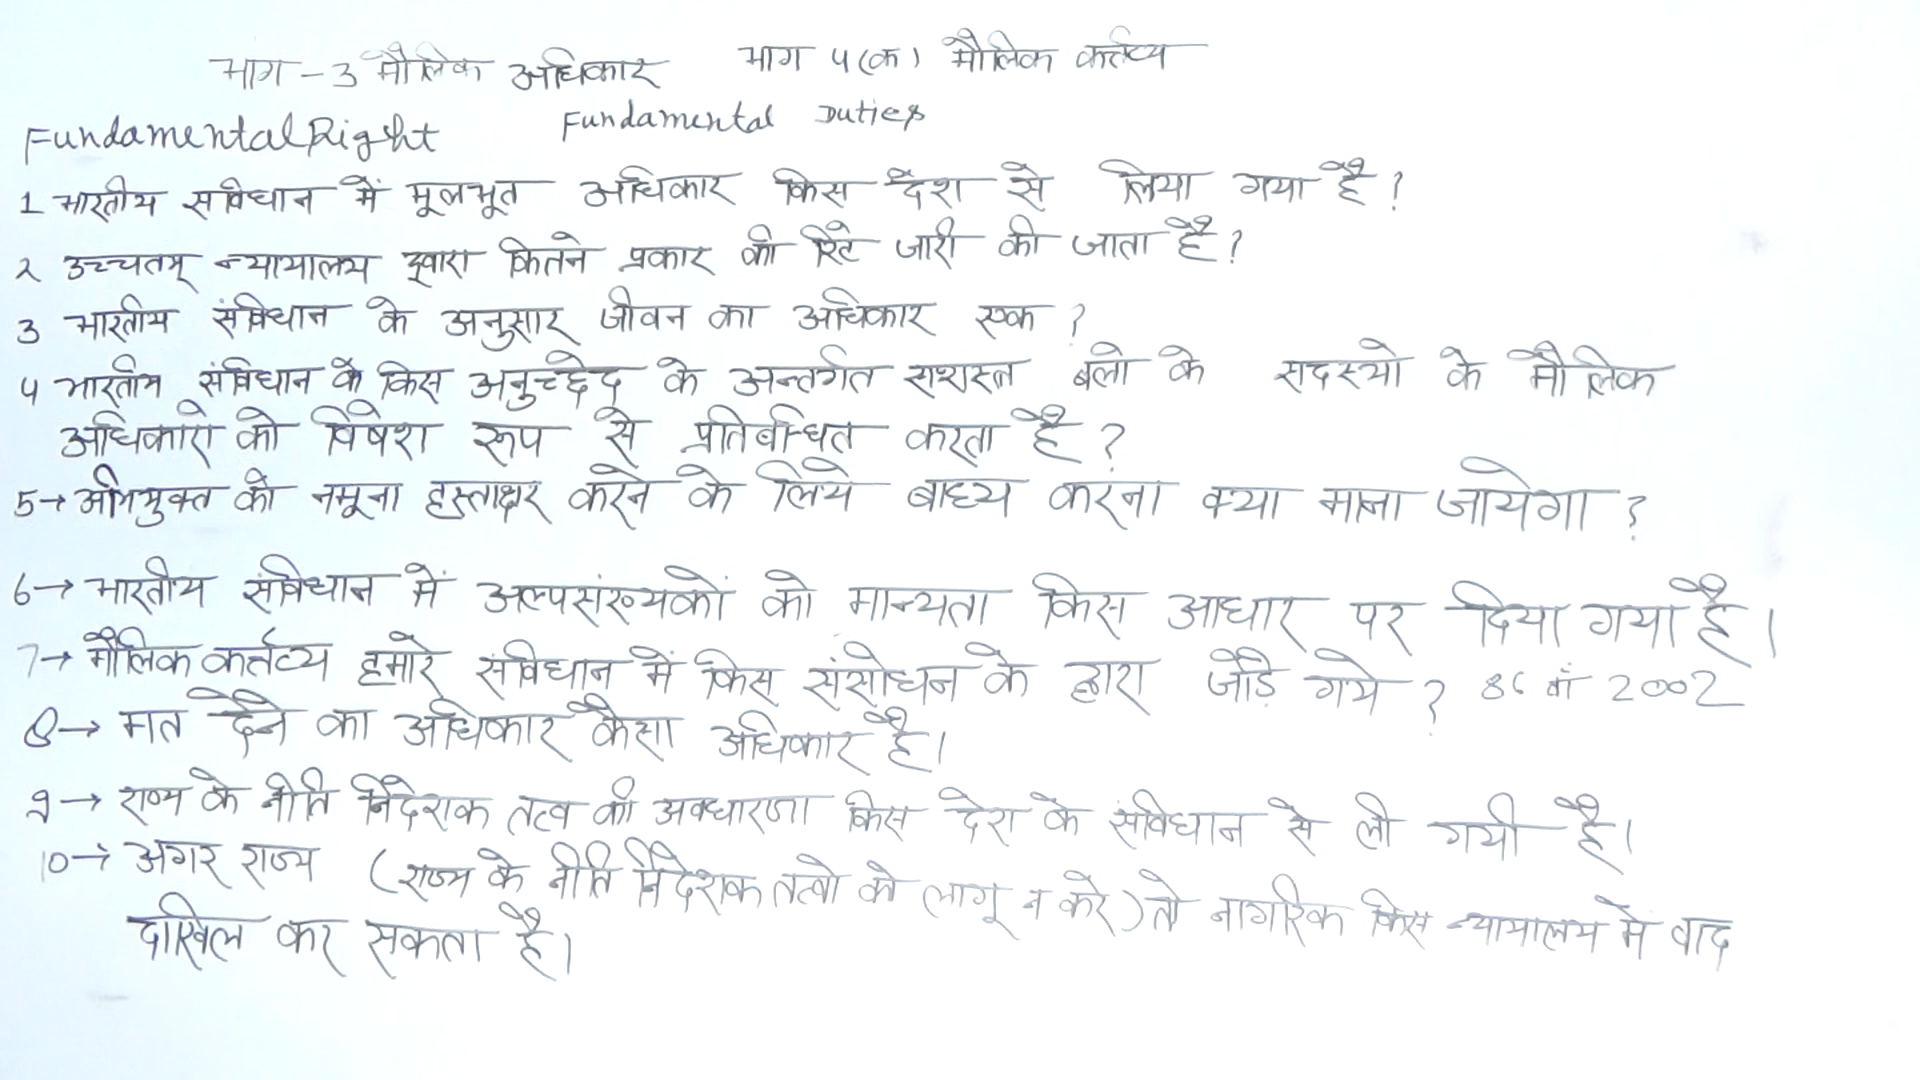 भाग - 3 मौलिक अधिकार भाग 4(क) मौलिक कर्त्तव्य
Fundamental Right Fundamental Duties
1 भारतीय सविधान में मूलभूत अधिकार किस देश से लिया गया है ?
2 उच्चतम् न्यायालय द्वारा कितने प्रकार की रिटे जारी की जाता है ?
3 भारतीय संविधान के अनुसार जीवन का अधिकार एक ?
4 भारतीय संविधान के किस अनुच्छेद के अन्तर्गत सशस्त्र बलो के सदस्यो के मौलिक
अधिकारो को विषेश रूप से प्रतिबन्धित करता है ?
5→ अभियुक्त को नमूना हस्ताक्षर करने के लिये बाध्य करना क्या माना जायेगा ?
6→ भारतीय संविधान में अल्पसंख्यकों को मान्यता किस आधार पर दिया गया है।
7→ मौलिक कर्तव्य हमारे संविधान में किस संसोधन के द्वारा जोड़े गये ? 86 वाँ 2002
8→ मत देने का अधिकार कैसा अधिकार है।
9→ राज्य के नीति निदेशक तत्व की अवधारणा किस देश के संविधान से ली गयी है।
10→ अगर राज्य (राज्य के नीति निदेशक तत्वो को लागू न करे) तो नागरिक किस न्यायालय मे वाद
दाखिल कर सकता है।